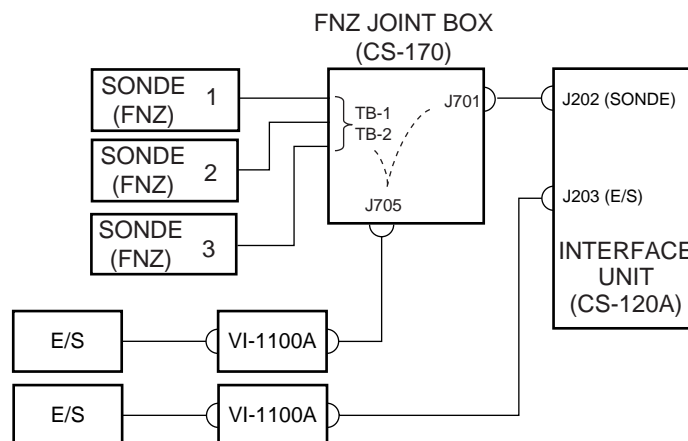 FNZ JOINT BOX
(CS-170)
SONDE 1
(FNZ)
SONDE
(FNZ) 2
SONDE
(FNZ) 3
TB-1
TB-2
J701
J705
J202 (SONDE)
J203 (E/S)
INTERFACE
UNIT
(CS-120A)
E/S
VI-1100A
E/S
VI-1100A